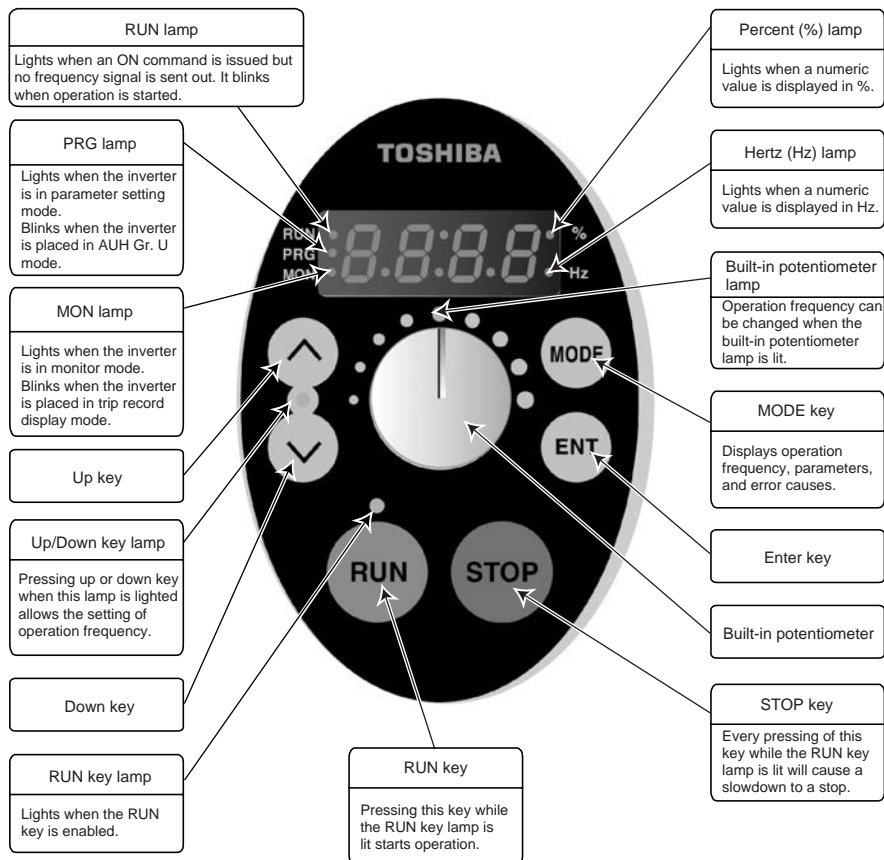 RUN lamp
Lights when an ON command is issued but
no frequency signal is sent out. It blinks
when operation is started.
PRG lamp
Lights when the inverter
is in parameter setting
mode.
Blinks when the inverter
is placed in AUH Gr. U
mode.
MON lamp
Lights when the inverter
is in monitor mode.
Blinks when the inverter
is placed in trip record
display mode.
Up key
Up/Down key lamp
Pressing up or down key
when this lamp is lighted
allows the setting of
operation frequency.
Down key
RUN key lamp
Lights when the RUN
key is enabled.
TOSHIBA
RUN
PRG
MON
8.8.8.8.
%
Hz
MODE
ENT
RUN
STOP
RUN key
Pressing this key while
the RUN key lamp is
lit starts operation.
Percent (%) lamp
Lights when a numeric
value is displayed in %.
Hertz (Hz) lamp
Lights when a numeric
value is displayed in Hz.
Built-in potentiometer
lamp
Operation frequency can
be changed when the
built-in potentiometer
lamp is lit.
MODE key
Displays operation
frequency, parameters,
and error causes.
Enter key
Built-in potentiometer
STOP key
Every pressing of this
key while the RUN key
lamp is lit will cause a
slowdown to a stop.